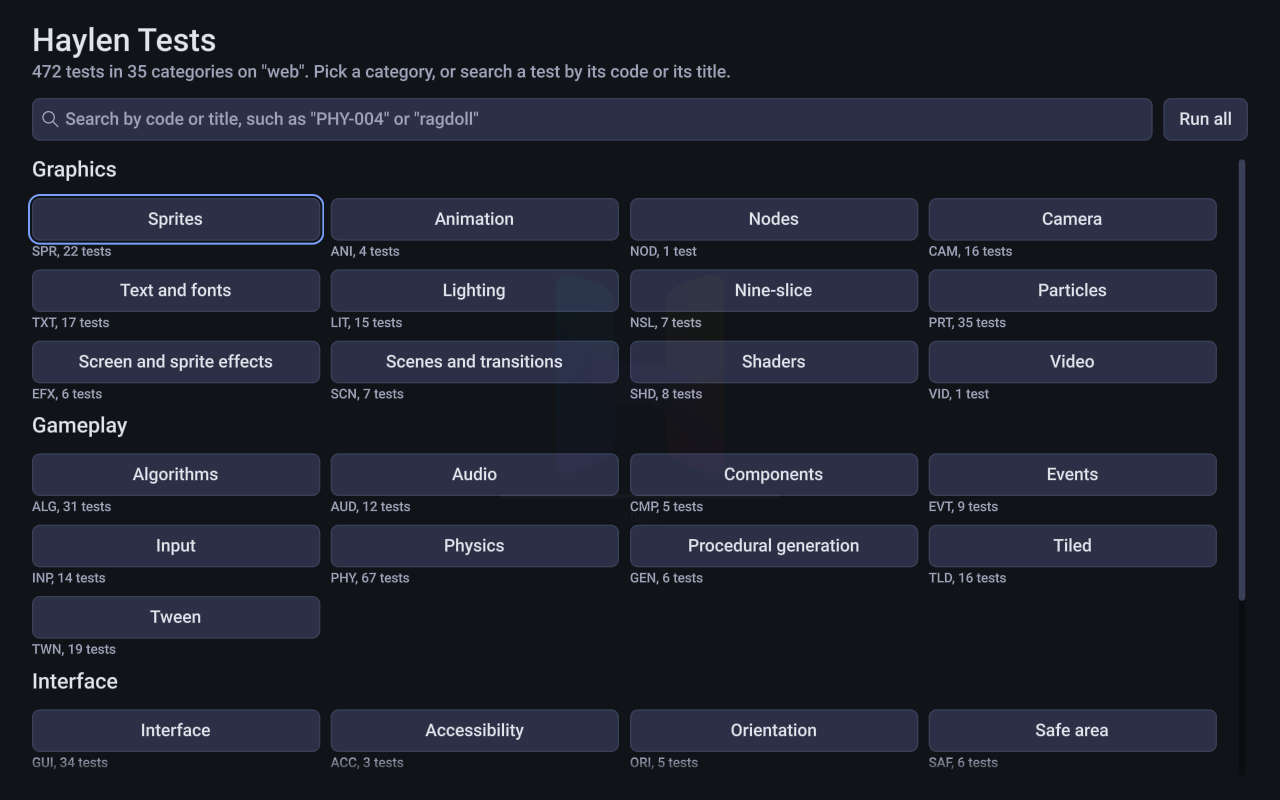 Haylen Tests
472 tests in 35 categories on "web". Pick a category, or search a test by its code or its title.
Search by code or title, such as "PHY-004" or "ragdoll"
Run all
Graphics
Sprites
Animation
Nodes
Camera
SPR, 22 tests
ANI, 4 tests
NOD, 1 test
CAM, 16 tests
Text and fonts
Lighting
Nine-slice
Particles
TXT, 17 tests
LIT, 15 tests
NSL, 7 tests
PRT, 35 tests
Screen and sprite effects
Scenes and transitions
Shaders
Video
EFX, 6 tests
SCN, 7 tests
SHD, 8 tests
VID, 1 test
Gameplay
Algorithms
Audio
Components
Events
ALG, 31 tests
AUD, 12 tests
CMP, 5 tests
EVT, 9 tests
Input
Physics
Procedural generation
Tiled
INP, 14 tests
PHY, 67 tests
GEN, 6 tests
TLD, 16 tests
Tween
TWN, 19 tests
Interface
Interface
Accessibility
Orientation
Safe area
GUI, 34 tests
ACC, 3 tests
ORI, 5 tests
SAF, 6 tests